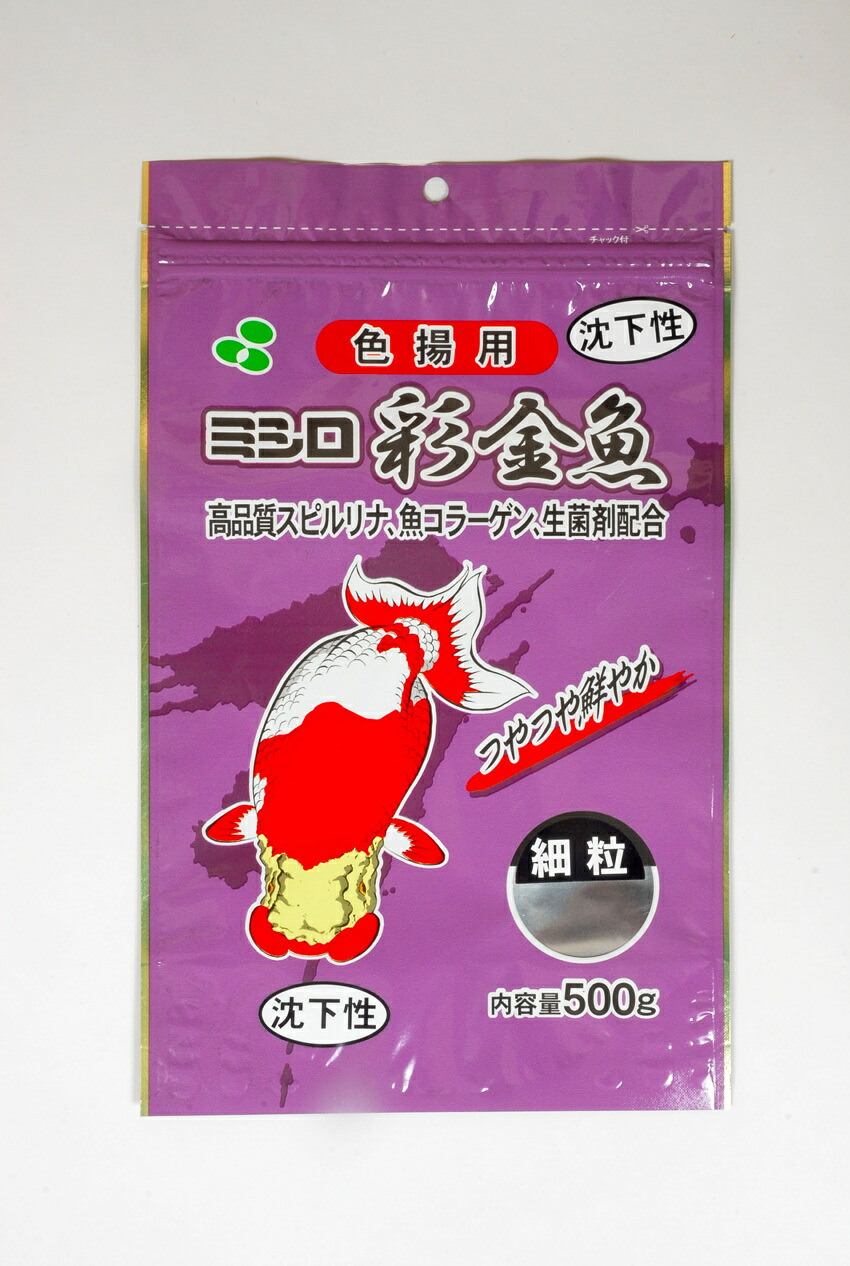 チャック付
色揚用
沈下性
ミシロ 彩金魚
高品質スピルリナ、魚コラーゲン、生菌剤配合
つやつや鮮やか
細粒
沈下性
内容量500g